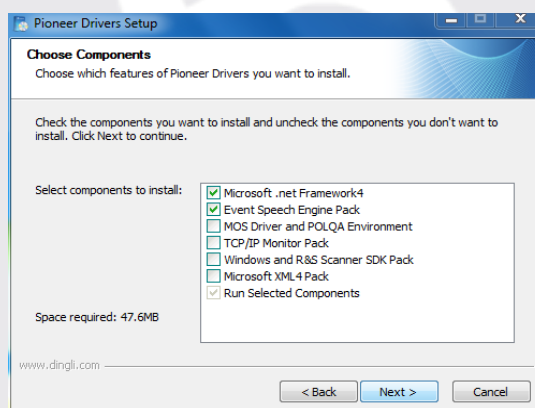 Pioneer Drivers Setup
Choose Components
Choose which features of Pioneer Drivers you want to install.
Check the components you want to install and uncheck the components you don't want to
install. Click Next to continue.
Select components to install:
Microsoft .net Framework4
Event Speech Engine Pack
MOS Driver and POLQA Environment
TCP/IP Monitor Pack
Windows and R&S Scanner SDK Pack
Microsoft XML4 Pack
Run Selected Components
Space required: 47.6MB
www.dingli.com
< Back
Next >
Cancel